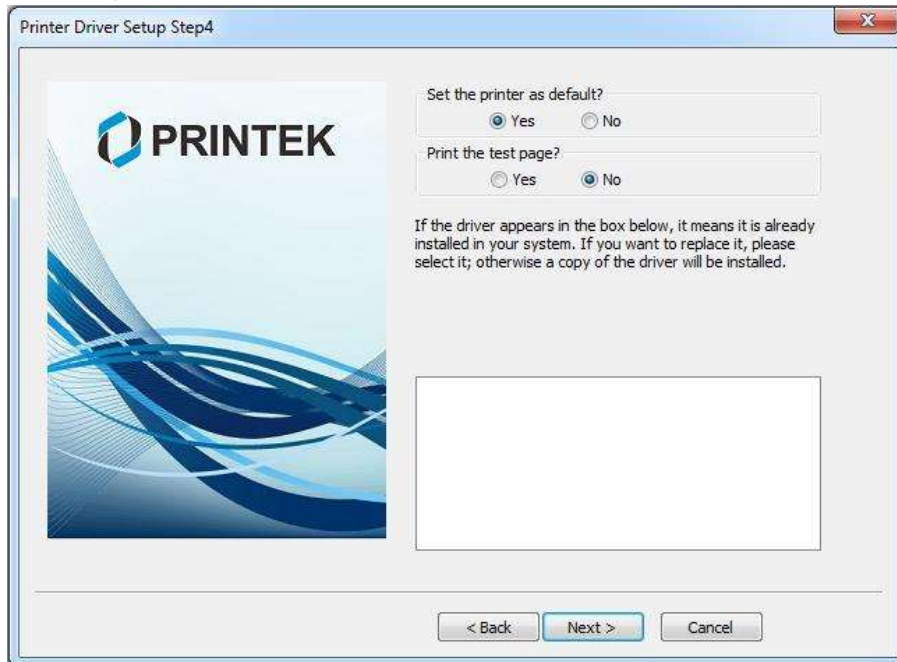 Printer Driver Setup Step4
PRINTEK
Set the printer as default?
Yes No
Print the test page?
Yes No
If the driver appears in the box below, it means it is already
installed in your system. If you want to replace it, please
select it; otherwise a copy of the driver will be installed.
< Back Next > Cancel